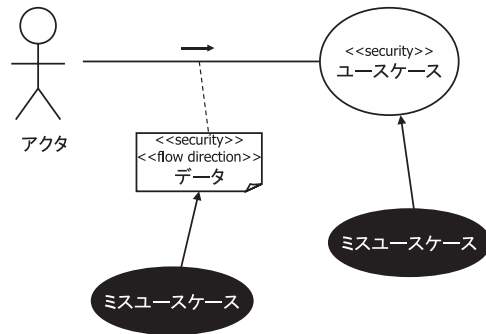 <<security>>
ユースケース
アクタ
<<security>>
<<flow direction>>
データ
ミスユースケース
ミスユースケース